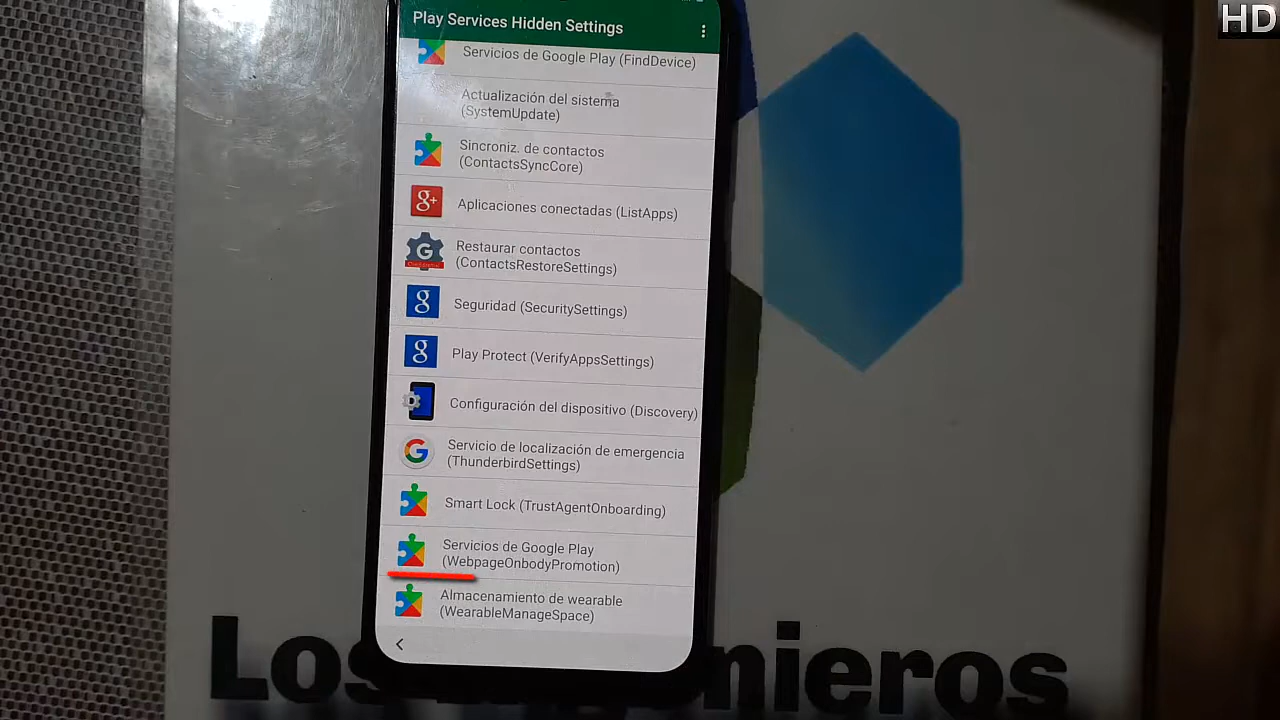 HD
Play Services Hidden Settings
Servicios de Google Play (FindDevice)
Actualización del sistema
(SystemUpdate)
Sincroniz. de contactos
(ContactsSyncCore)
g+
Aplicaciones conectadas (ListApps)
G
Restaurar contactos
(ContactsRestoreSettings)
g
Seguridad (SecuritySettings)
g
Play Protect (VerifyAppsSettings)
Configuración del dispositivo (Discovery)
G
Servicio de localización de emergencia
(ThunderbirdSettings)
Smart Lock (TrustAgentOnboarding)
Servicios de Google Play
(WebpageOnbodyPromotion)
Almacenamiento de wearable
(WearableManageSpace)
Los
nieros